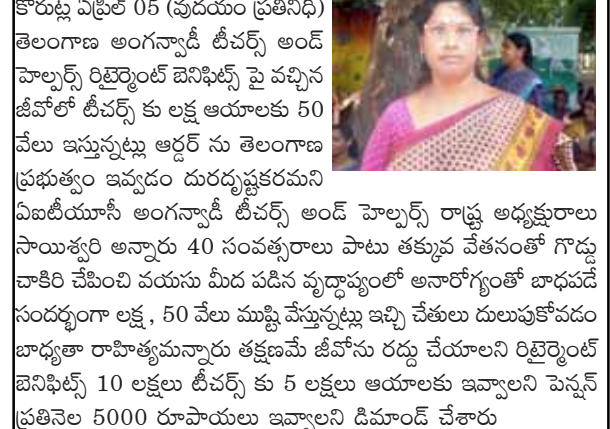 కోరుట్ల ఏప్రిల్ 05 (వుదయం ప్రతినిధి)
తెలంగాణ అంగన్వాడీ టీచర్స్ అండ్
హెల్పర్స్ రిటైర్మెంట్ బెనిఫిట్స్ పై వచ్చిన
జీవోలో టీచర్స్ కు లక్ష ఆయాలకు 50
వేలు ఇస్తున్నట్లు ఆర్డర్ ను తెలంగాణ
ప్రభుత్వం ఇవ్వడం దురదృష్టకరమని
ఏఐటీయూసీ అంగన్వాడీ టీచర్స్ అండ్ హెల్పర్స్ రాష్ట్ర అధ్యక్షురాలు
సాయిశ్వరి అన్నారు 40 సంవత్సరాలు పాటు తక్కువ వేతనంతో గొడ్డు
చాకిరి చేపించి వయసు మీద పడిన వృద్ధాప్యంలో అనారోగ్యంతో బాధపడే
సందర్భంగా లక్ష , 50 వేలు ముష్టి వేస్తున్నట్లు ఇచ్చి చేతులు దులుపుకోవడం
బాధ్యతా రాహిత్యమన్నారు తక్షణమే జీవోను రద్దు చేయాలని రిటైర్మెంట్
బెనిఫిట్స్ 10 లక్షలు టీచర్స్ కు 5 లక్షలు ఆయాలకు ఇవ్వాలని పెన్షన్
ప్రతినెల 5000 రూపాయలు ఇవ్వాలని డిమాండ్ చేశారు